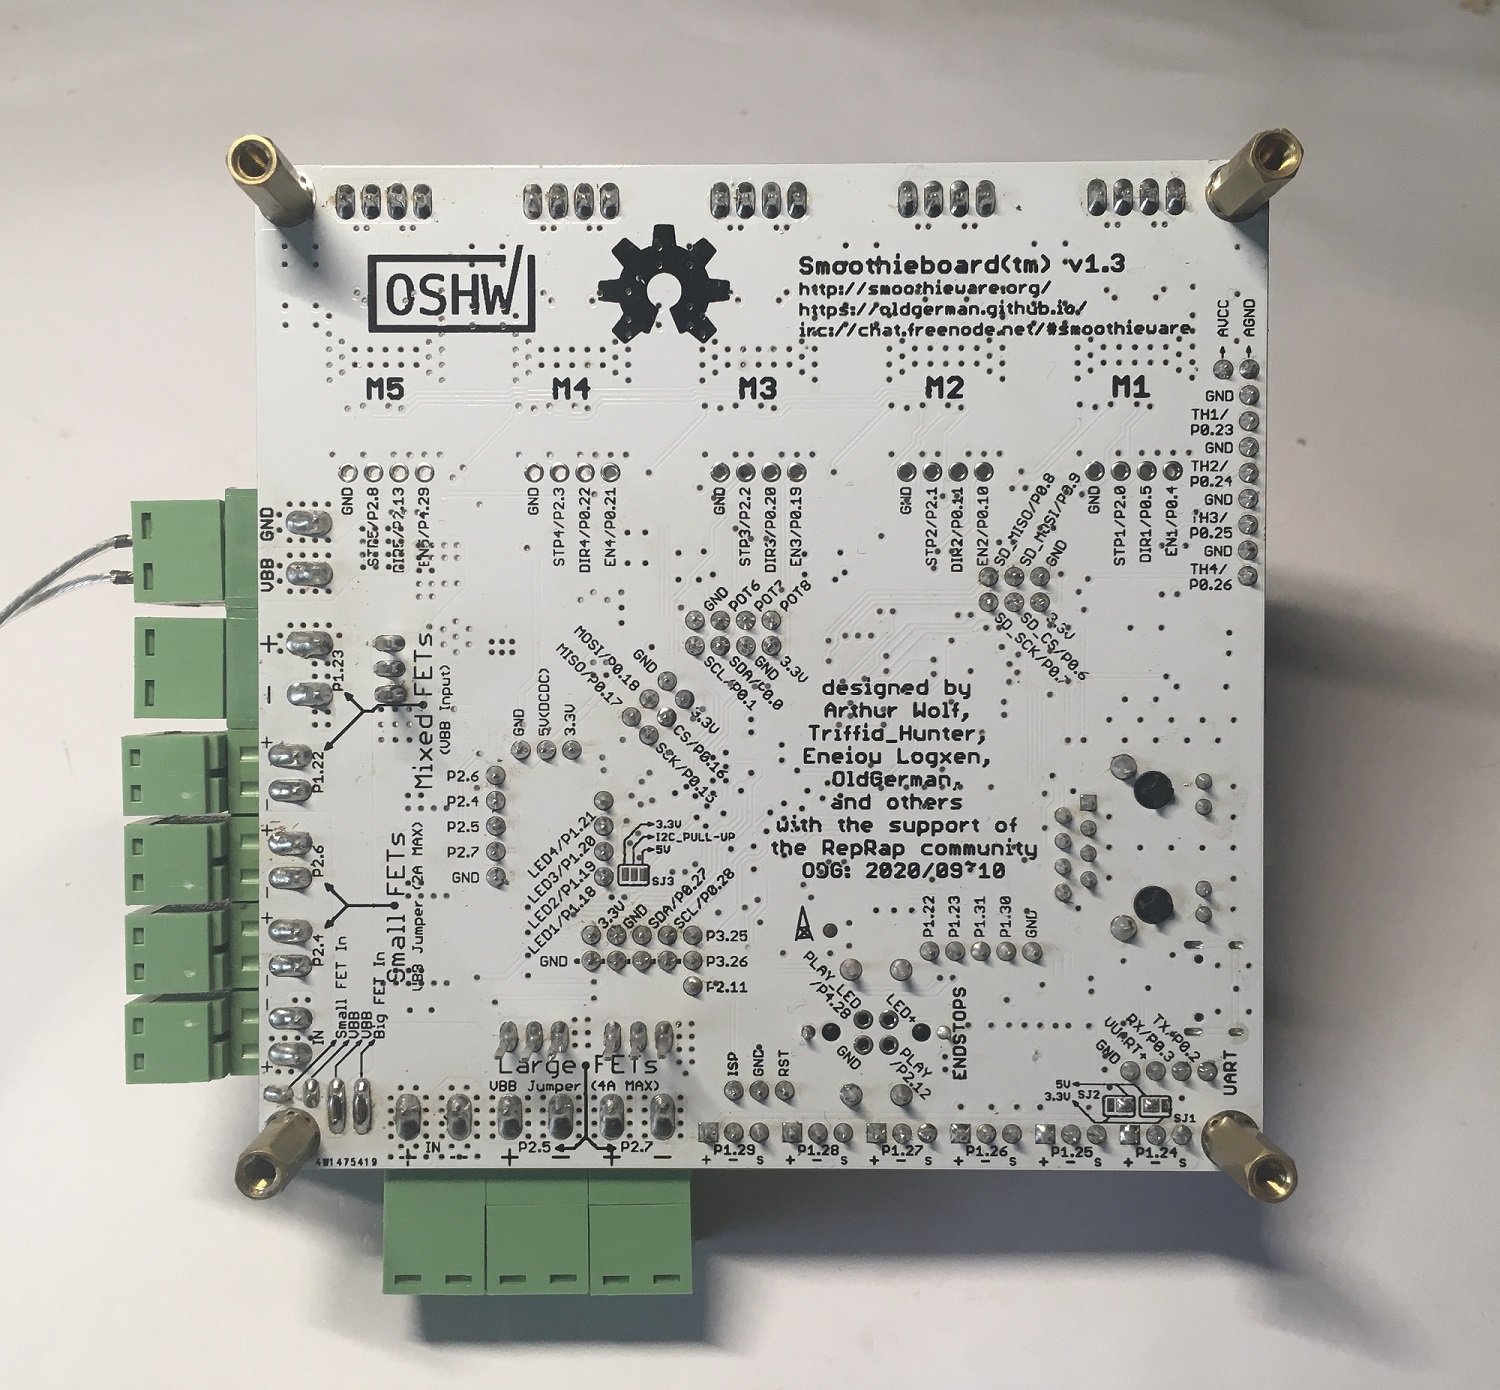 OSHW
Smoothieboard(tm) v1.3
http://smoothieware.org/
https://oldgerman.github.io/
irc://chat.freenode.net/#smoothieware
AVCC
AGND
M5
M4
M3
M2
M1
GND
TH1/
P0.23
GND
TH2/
P0.24
GND
TH3/
P0.25
GND
TH4/
P0.26
GND
STP5/P2.8
DIR5/P2.13
EN5/P4.29
GND
STP4/P2.3
DIR4/P0.22
EN4/P0.21
GND
STP3/P2.2
DIR3/P0.20
EN3/P0.19
GND
STP2/P2.1
DIR2/P0.11
EN2/P0.10
SD_MISO/P0.8
SD_MOSI/P0.9
GND
GND
STP1/P2.0
DIR1/P0.5
EN1/P0.4
3.3V
SD_CS/P0.6
SD_SCK/P0.7
GND
VBB
+
P1.23
-
Mixed FETs
(VBB Input)
+
P1.22
-
+
P2.6
-
Small FETs
VBB Jumper (2A MAX)
+
P2.4
-
IN
+
Small FET In
VBB
VBB
Big FET In
GND
POT6
POT7
POT8
3.3V
GND
SDA/P0.0
SCL/P0.1
MOSI/P0.18
MISO/P0.17
GND
3.3V
CS/P0.16
SCK/P0.15
GND
5V(DCDC)
3.3V
P2.6
P2.4
P2.5
P2.7
GND
LED4/P1.21
LED3/P1.20
LED2/P1.19
LED1/P1.18
3.3V
I2C_PULL-UP
5V
SJ3
3.3V
GND
SDA/P0.27
SCL/P0.28
P3.25
GND
P3.26
P2.11
designed by
Arthur Wolf,
Triffid_Hunter,
Eneiou Logxen,
OldGerman,
and others
with the support of
the RepRap community
ODG: 2020/09 10
P1.22
P1.23
P1.31
P1.30
GND
ENDSTOPS
PLAY_LED
/P4.28
LED+
GND
PLAY
/P2.12
ISP
GND
RST
TX/P0.2
RX/P0.3
VUART+
GND
UART
5V
3.3V
SJ2
SJ1
Large FETs
VBB Jumper (4A MAX)
+ IN -
+ P2.5 -
+ P2.7 -
P1.29
+ - S
P1.28
+ - S
P1.27
+ - S
P1.26
+ - S
P1.25
+ - S
P1.24
+ - S